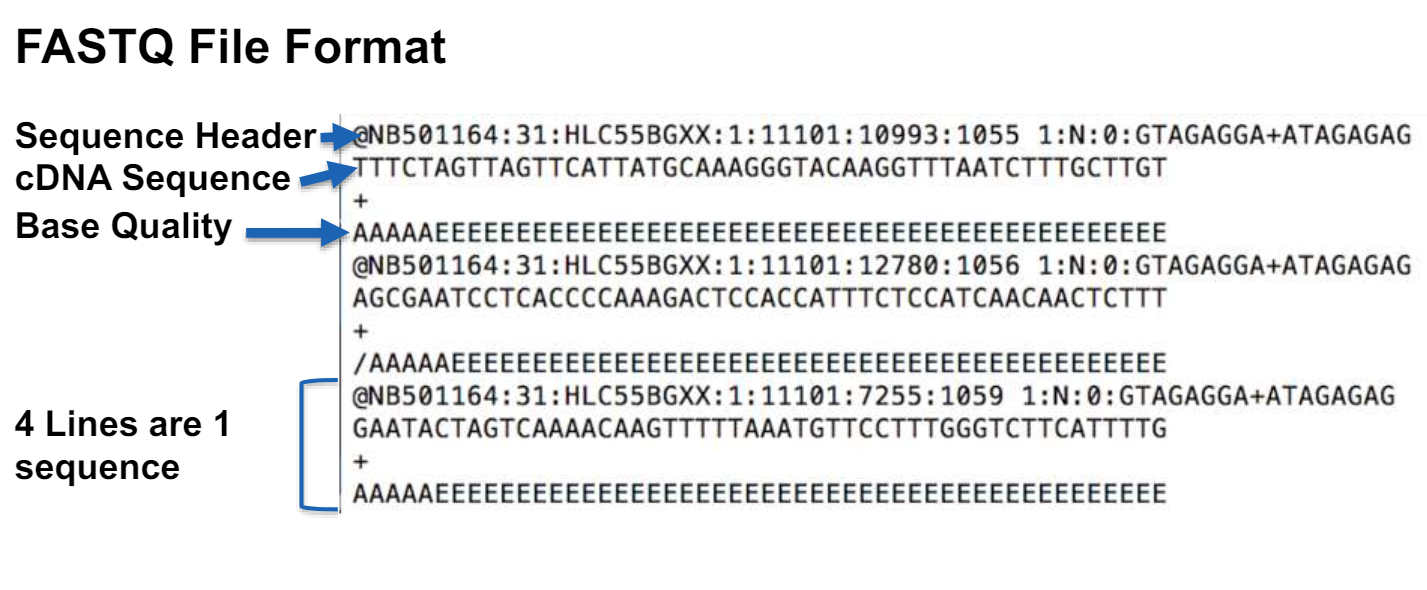 FASTQ File Format
Sequence Header
@NB501164:31:HLC55BGXX:1:11101:10993:1055 1:N:0:GTAGAGGA+ATAGAGAG
cDNA Sequence
TTTCTAGTTAGTTCATTATGCAAAGGGTACAAGGTTTAATCTTTGCTTGT
+
Base Quality
AAAAAEEEEEEEEEEEEEEEEEEEEEEEEEEEEEEEEEEEEEEEEEEEEE
@NB501164:31:HLC55BGXX:1:11101:12780:1056 1:N:0:GTAGAGGA+ATAGAGAG
AGCGAATCCTCACCCCAAAGACTCCACCATTTCTCCATCAACAACTCTTT
+
/AAAAAEEEEEEEEEEEEEEEEEEEEEEEEEEEEEEEEEEEEEEEEEEEE
4 Lines are 1
sequence
@NB501164:31:HLC55BGXX:1:11101:7255:1059 1:N:0:GTAGAGGA+ATAGAGAG
GAATACTAGTCAAAACAAGTTTTTAAATGTTCCTTTGGGTCTTCATTTTG
+
AAAAAEEEEEEEEEEEEEEEEEEEEEEEEEEEEEEEEEEEEEEEEEEEEE